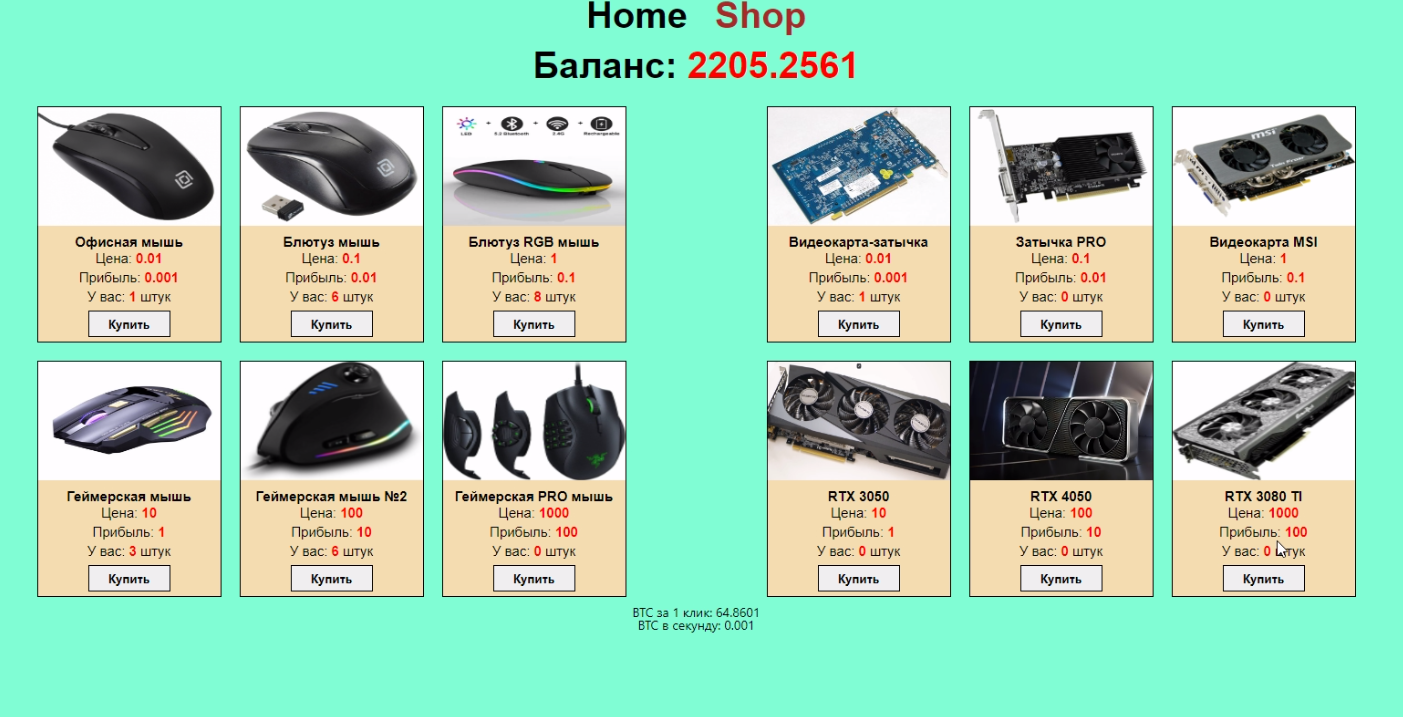 Home Shop
Баланс: 2205.2561
LED + 5.2 Bluetooth + 2.4G + Rechargeable
msi
Офисная мышь
Цена: 0.01
Прибыль: 0.001
У вас: 1 штук
Купить
Блютуз мышь
Цена: 0.1
Прибыль: 0.01
У вас: 6 штук
Купить
Блютуз RGB мышь
Цена: 1
Прибыль: 0.1
У вас: 8 штук
Купить
Видеокарта-затычка
Цена: 0.01
Прибыль: 0.001
У вас: 1 штук
Купить
Затычка PRO
Цена: 0.1
Прибыль: 0.01
У вас: 0 штук
Купить
Видеокарта MSI
Цена: 1
Прибыль: 0.1
У вас: 0 штук
Купить
Геймерская мышь
Цена: 10
Прибыль: 1
У вас: 3 штук
Купить
Геймерская мышь №2
Цена: 100
Прибыль: 10
У вас: 6 штук
Купить
Геймерская PRO мышь
Цена: 1000
Прибыль: 100
У вас: 0 штук
Купить
RTX 3050
Цена: 10
Прибыль: 1
У вас: 0 штук
Купить
RTX 4050
Цена: 100
Прибыль: 10
У вас: 0 штук
Купить
RTX 3080 TI
Цена: 1000
Прибыль: 100
У вас: 0 штук
Купить
BTC за 1 клик: 64.8601
BTC в секунду: 0.001